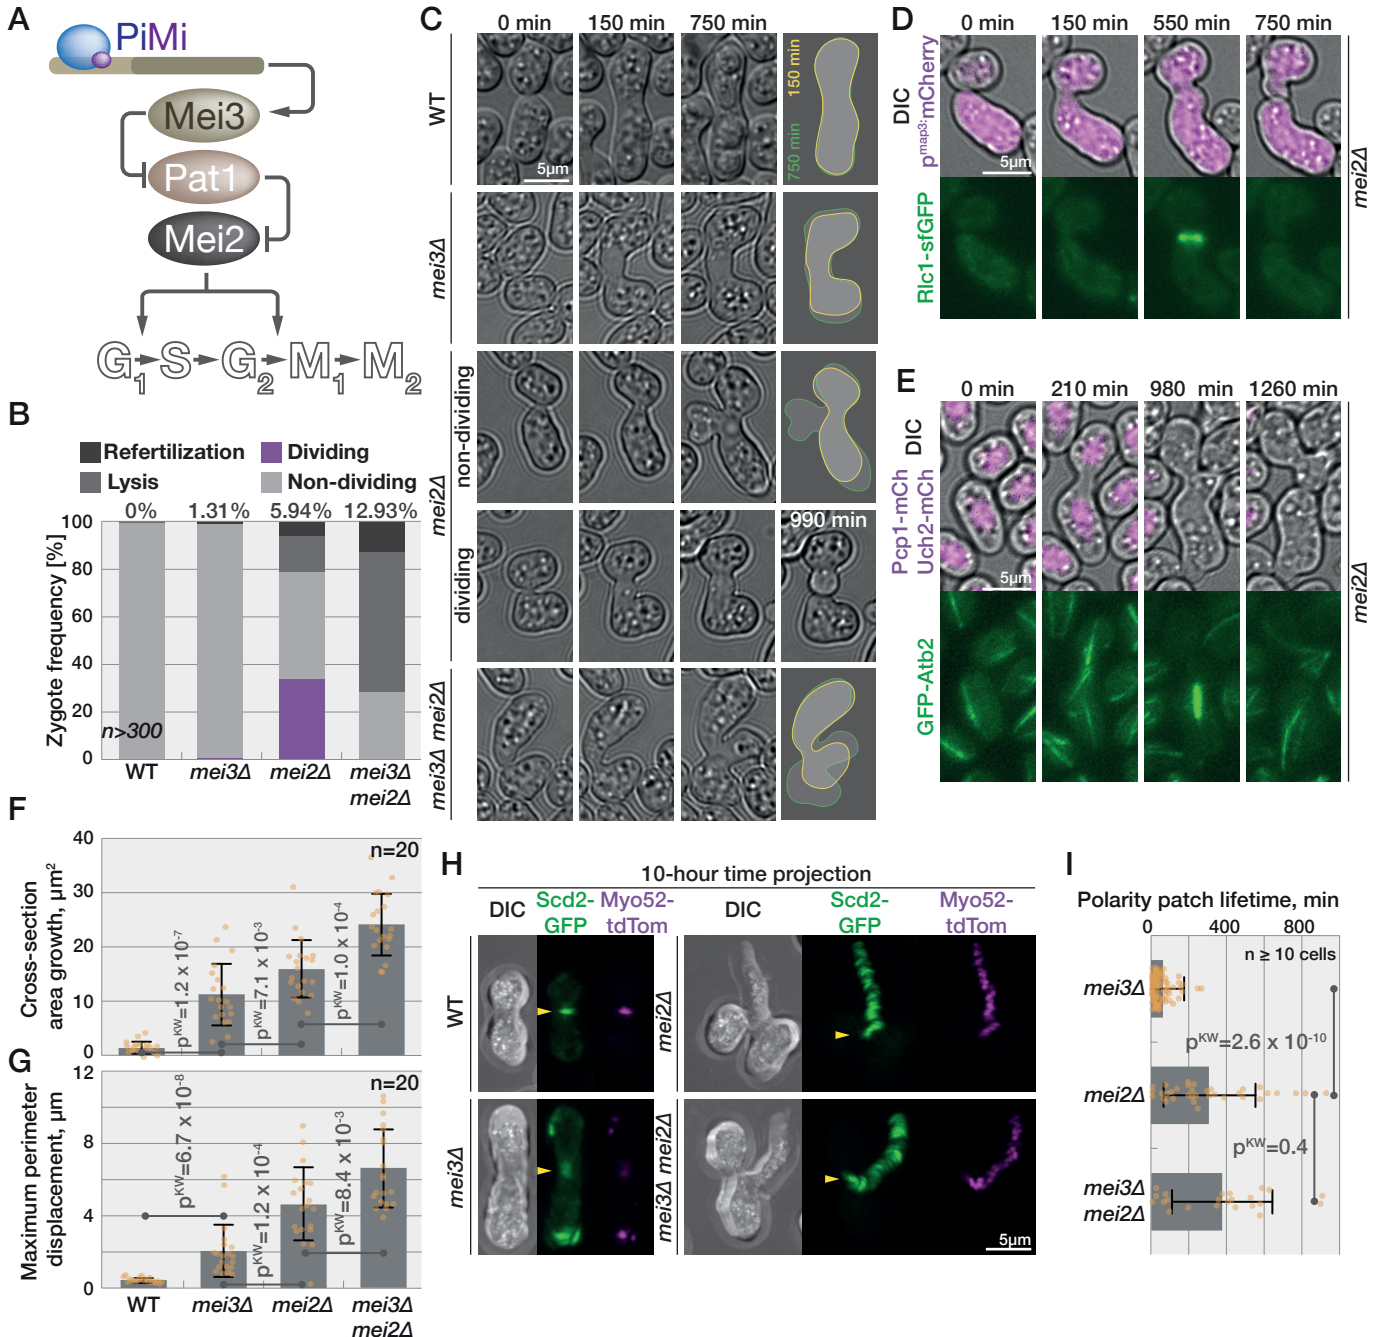 A
PiMi
Mei3
Pat1
Mei2
G1 S G2 M1 M2
B
Refertilization
Dividing
Lysis
Non-dividing
0% 1.31% 5.94% 12.93%
Zygote frequency [%]
100
80
60
40
20
0
n>300
WT
mei3Δ
mei2Δ
mei3Δ
mei2Δ
C
0 min 150 min 750 min
WT
5µm
150 min
750 min
mei3Δ
mei2Δ
non-dividing
dividing
990 min
mei3Δ mei2Δ
D
0 min 150 min 550 min 750 min
DIC
pmap3:mCherry
5µm
Rlc1-sfGFP
mei2Δ
E
0 min 210 min 980 min 1260 min
DIC
Pcp1-mCh
Uch2-mCh
5µm
GFP-Atb2
mei2Δ
F
Cross-section
area growth, µm2
40
30
20
10
0
n=20
pKW=1.2 x 10-7
pKW=7.1 x 10-3
pKW=1.0 x 10-4
G
Maximum perimeter
displacement, µm
12
8
4
0
n=20
pKW=6.7 x 10-8
pKW=1.2 x 10-4
pKW=8.4 x 10-3
WT
mei3Δ
mei2Δ
mei3Δ
mei2Δ
H
10-hour time projection
DIC
Scd2-
GFP
Myo52-
tdTom
DIC
Scd2-
GFP
Myo52-
tdTom
WT
mei2Δ
mei3Δ
mei3Δ mei2Δ
5µm
I
Polarity patch lifetime, min
0 400 800
n ≥ 10 cells
mei3Δ
pKW=2.6 x 10-10
mei2Δ
pKW=0.4
mei3Δ
mei2Δ